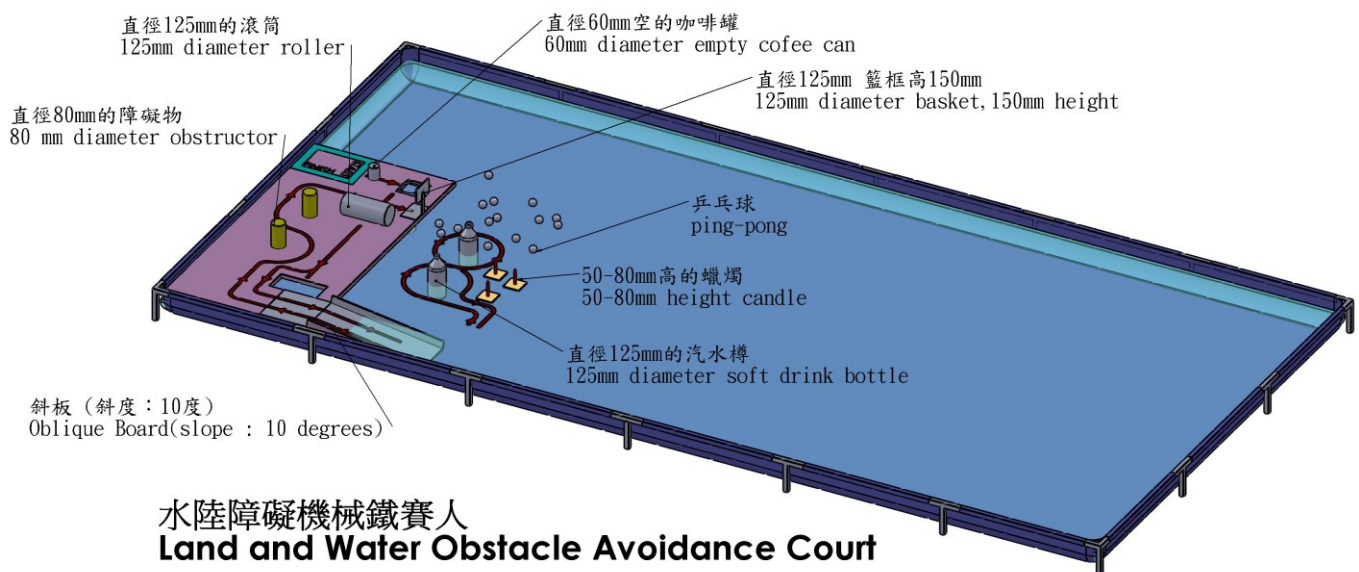 直徑125mm的滾筒
125mm diameter roller
直徑60mm空的咖啡罐
60mm diameter empty cofee can
直徑125mm 籃框高150mm
125mm diameter basket,150mm height
直徑80mm的障礙物
80 mm diameter obstructor
乒乓球
ping-pong
50-80mm高的蠟燭
50-80mm height candle
直徑125mm的汽水樽
125mm diameter soft drink bottle
斜板 (斜度：10度)
Oblique Board(slope : 10 degrees)
水陸障礙機械鐵賽人
Land and Water Obstacle Avoidance Court